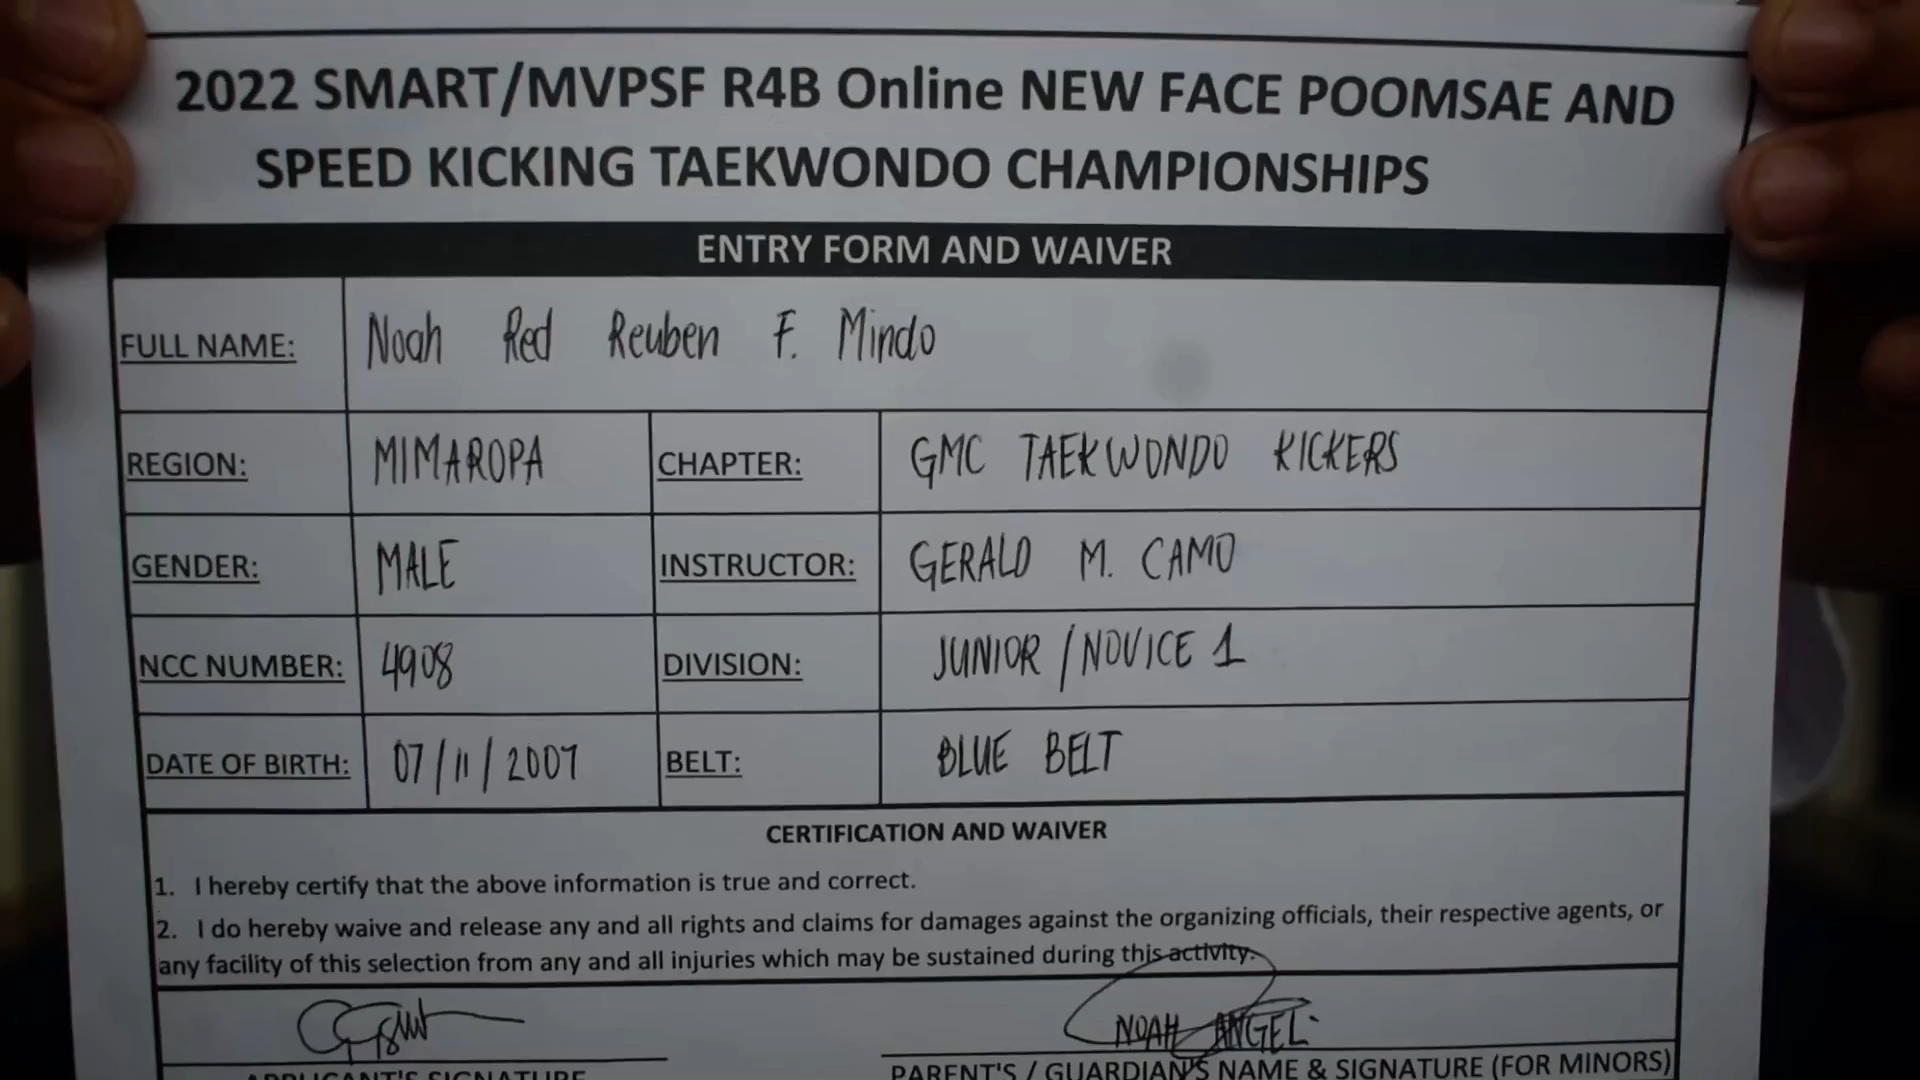 2022 SMART/MVPSF R4B Online NEW FACE POOMSAE AND
SPEED KICKING TAEKWONDO CHAMPIONSHIPS
ENTRY FORM AND WAIVER
FULL NAME: Noah Red Reuben F. Mindo
REGION: MIMAROPA CHAPTER: GMC TAEKWONDO KICKERS
GENDER: MALE INSTRUCTOR: GERALD M. CAMO
NCC NUMBER: 4908 DIVISION: JUNIOR / NOVICE 1
DATE OF BIRTH: 07/11/2007 BELT: BLUE BELT
CERTIFICATION AND WAIVER
1. I hereby certify that the above information is true and correct.
2. I do hereby waive and release any and all rights and claims for damages against the organizing officials, their respective agents, or
any facility of this selection from any and all injuries which may be sustained during this activity.
NOAH ANGEL
APPLICANT'S SIGNATURE PARENT'S / GUARDIAN'S NAME & SIGNATURE (FOR MINORS)